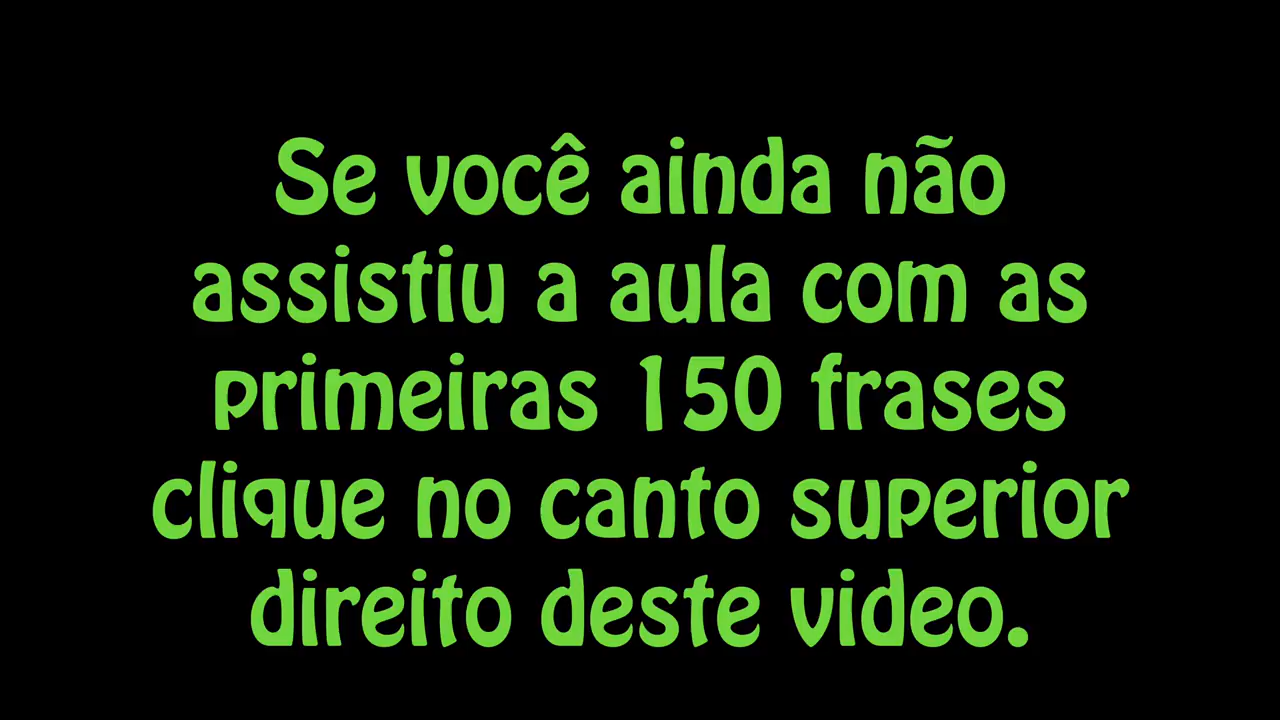 Se você ainda não
assistiu a aula com as
primeiras 150 frases
clique no canto superior
direito deste video.